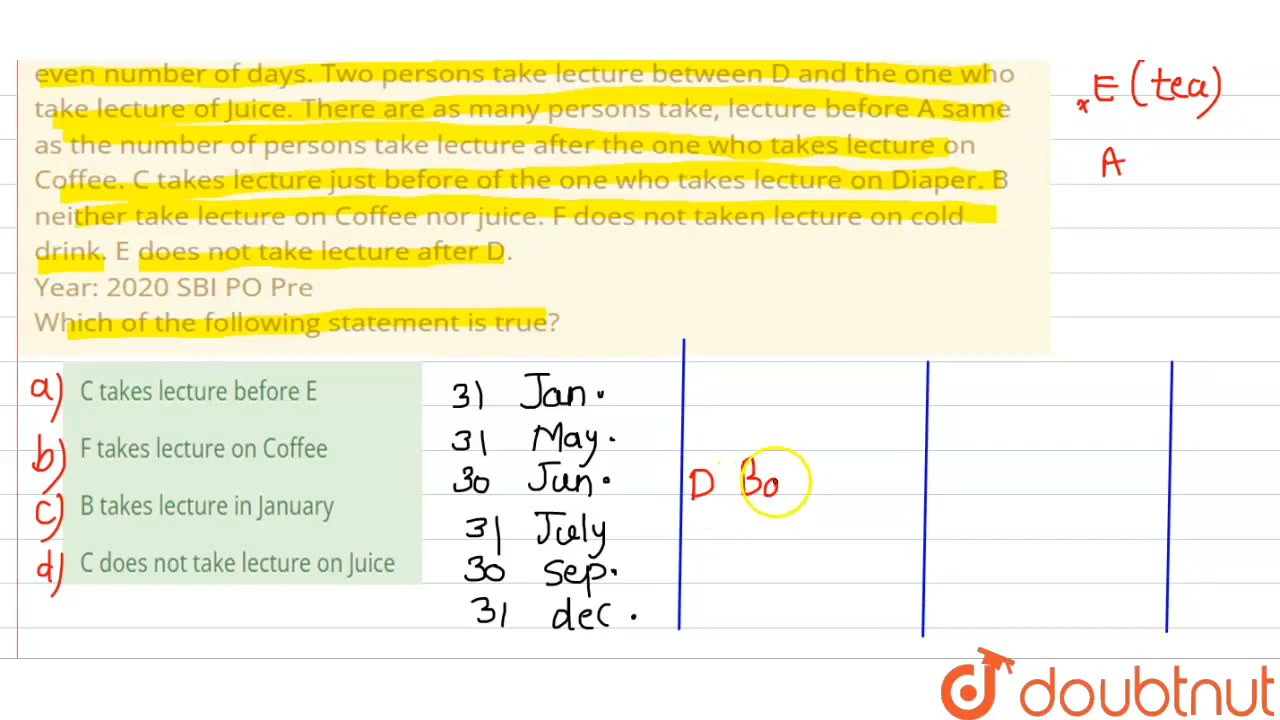 even number of days. Two persons take lecture between D and the one who
take lecture of Juice. There are as many persons take, lecture before A same
as the number of persons take lecture after the one who takes lecture on
Coffee. C takes lecture just before of the one who takes lecture on Diaper. B
neither take lecture on Coffee nor juice. F does not taken lecture on cold
drink. E does not take lecture after D.
Year: 2020 SBI PO Pre
Which of the following statement is true?
x E (tea)
A
a) C takes lecture before E
b) F takes lecture on Coffee
c) B takes lecture in January
d) C does not take lecture on Juice
31 Jan.
31 May.
30 Jun.
31 July
30 Sep.
31 dec.
D Bo
doubtnut